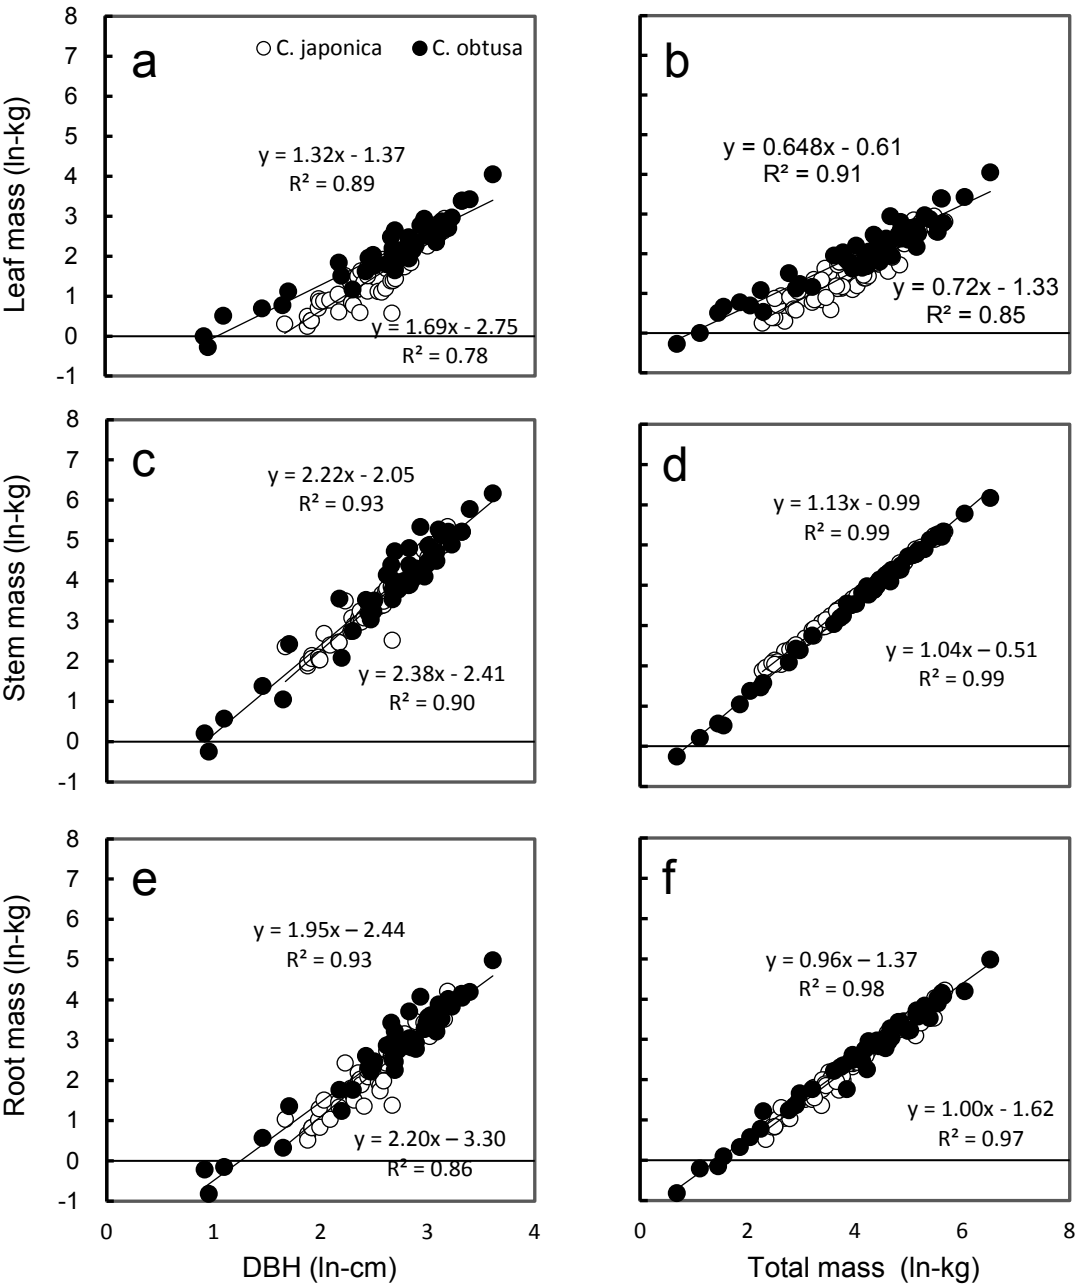 8
7
6
5
4
3
2
1
0
-1
Leaf mass (ln-kg)
a
C. japonica
C. obtusa
y = 1.32x - 1.37
R² = 0.89
y = 1.69x - 2.75
R² = 0.78
b
y = 0.648x - 0.61
R² = 0.91
y = 0.72x - 1.33
R² = 0.85
8
7
6
5
4
3
2
1
0
-1
Stem mass (ln-kg)
c
y = 2.22x - 2.05
R² = 0.93
y = 2.38x - 2.41
R² = 0.90
d
y = 1.13x - 0.99
R² = 0.99
y = 1.04x – 0.51
R² = 0.99
8
7
6
5
4
3
2
1
0
-1
Root mass (ln-kg)
e
y = 1.95x – 2.44
R² = 0.93
y = 2.20x – 3.30
R² = 0.86
0 1 2 3 4
DBH (ln-cm)
f
y = 0.96x – 1.37
R² = 0.98
y = 1.00x - 1.62
R² = 0.97
0 2 4 6 8
Total mass (ln-kg)